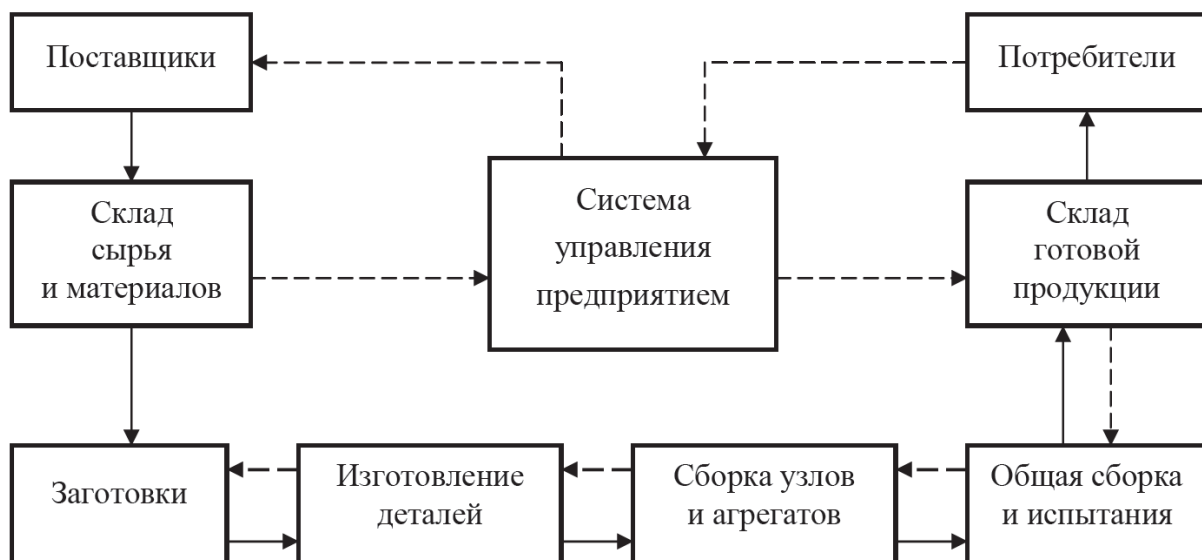 Поставщики
Потребители
Склад
сырья
и материалов
Система
управления
предприятием
Склад
готовой
продукции
Заготовки
Изготовление
деталей
Сборка узлов
и агрегатов
Общая сборка
и испытания